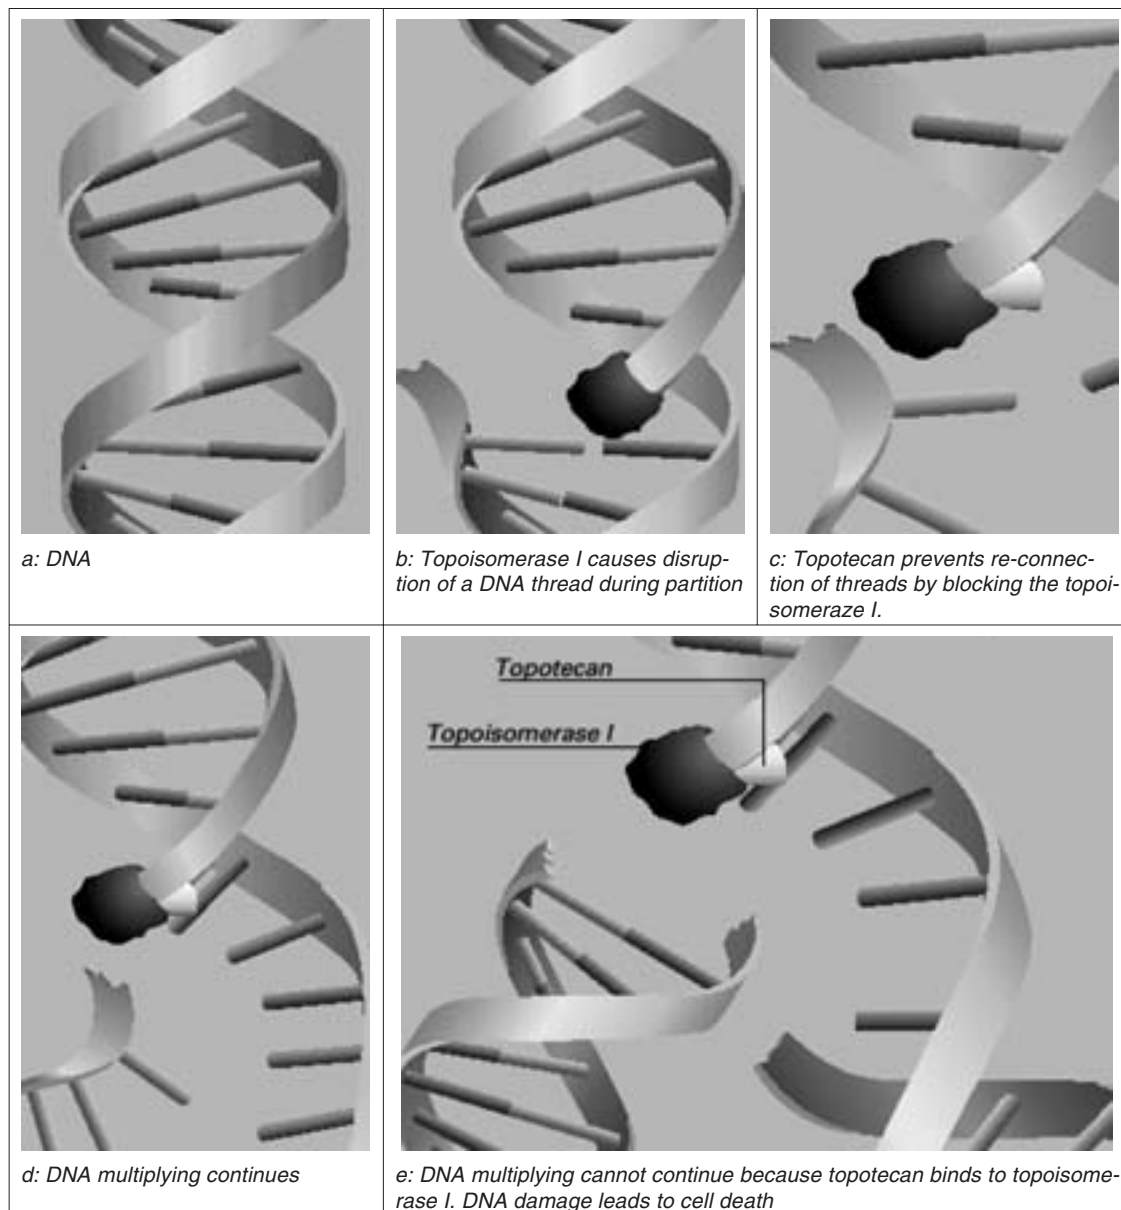 a: DNA
b: Topoisomerase I causes disrup-
tion of a DNA thread during partition
c: Topotecan prevents re-connec-
tion of threads by blocking the topoi-
someraze I.
Topotecan
Topoisomerase I
d: DNA multiplying continues
e: DNA multiplying cannot continue because topotecan binds to topoisome-
rase I. DNA damage leads to cell death